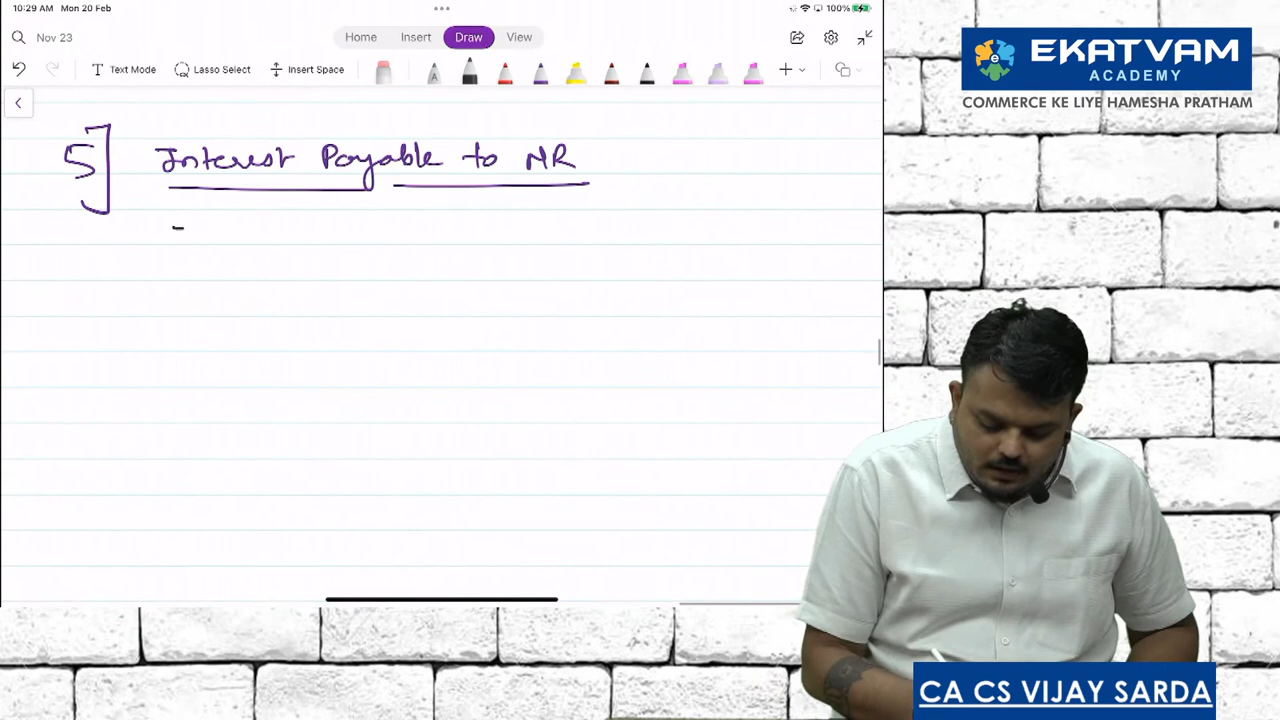 10:29 AM Mon 20 Feb
100%
Nov 23
Home Insert Draw View
Text Mode Lasso Select Insert Space
5] Interest Payable to NR
-
e
EKATVAM
ACADEMY
COMMERCE KE LIYE HAMESHA PRATHAM
CA CS VIJAY SARDA